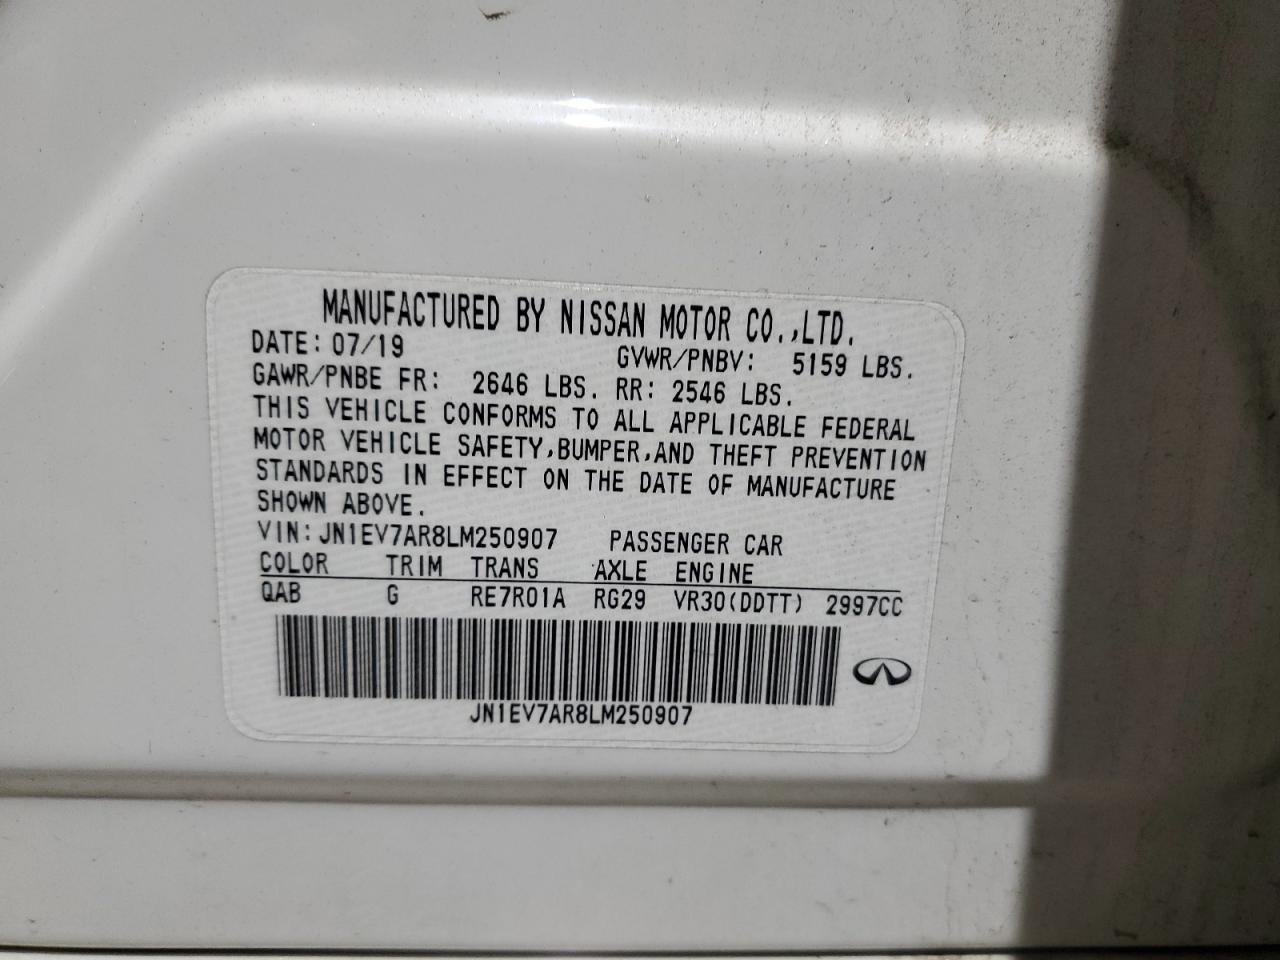 MANUFACTURED BY NISSAN MOTOR CO.,LTD.
DATE: 07/19 GVWR/PNBV: 5159 LBS.
GAWR/PNBE FR: 2646 LBS. RR: 2546 LBS.
THIS VEHICLE CONFORMS TO ALL APPLICABLE FEDERAL
MOTOR VEHICLE SAFETY,BUMPER,AND THEFT PREVENTION
STANDARDS IN EFFECT ON THE DATE OF MANUFACTURE
SHOWN ABOVE.
VIN: JN1EV7AR8LM250907 PASSENGER CAR
COLOR TRIM TRANS AXLE ENGINE
QAB G RE7R01A RG29 VR30(DDTT) 2997CC
JN1EV7AR8LM250907